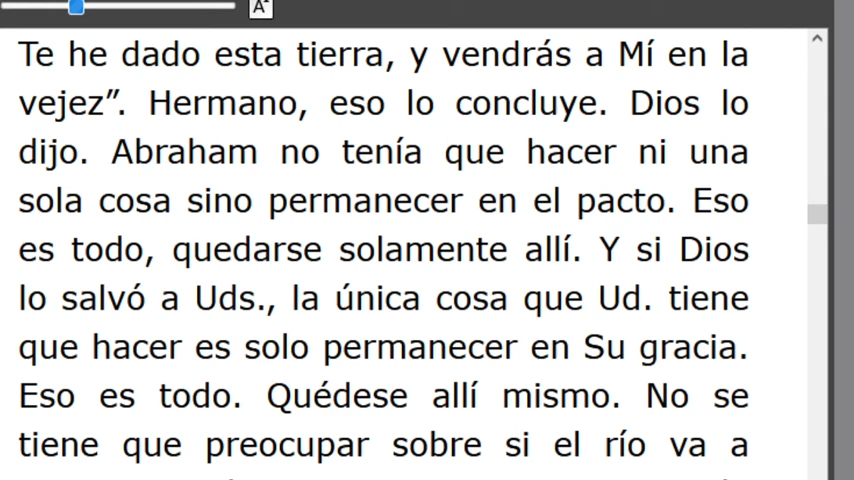 A
Te he dado esta tierra, y vendrás a Mí en la
vejez”. Hermano, eso lo concluye. Dios lo
dijo. Abraham no tenía que hacer ni una
sola cosa sino permanecer en el pacto. Eso
es todo, quedarse solamente allí. Y si Dios
lo salvó a Uds., la única cosa que Ud. tiene
que hacer es solo permanecer en Su gracia.
Eso es todo. Quédese allí mismo. No se
tiene que preocupar sobre si el río va a